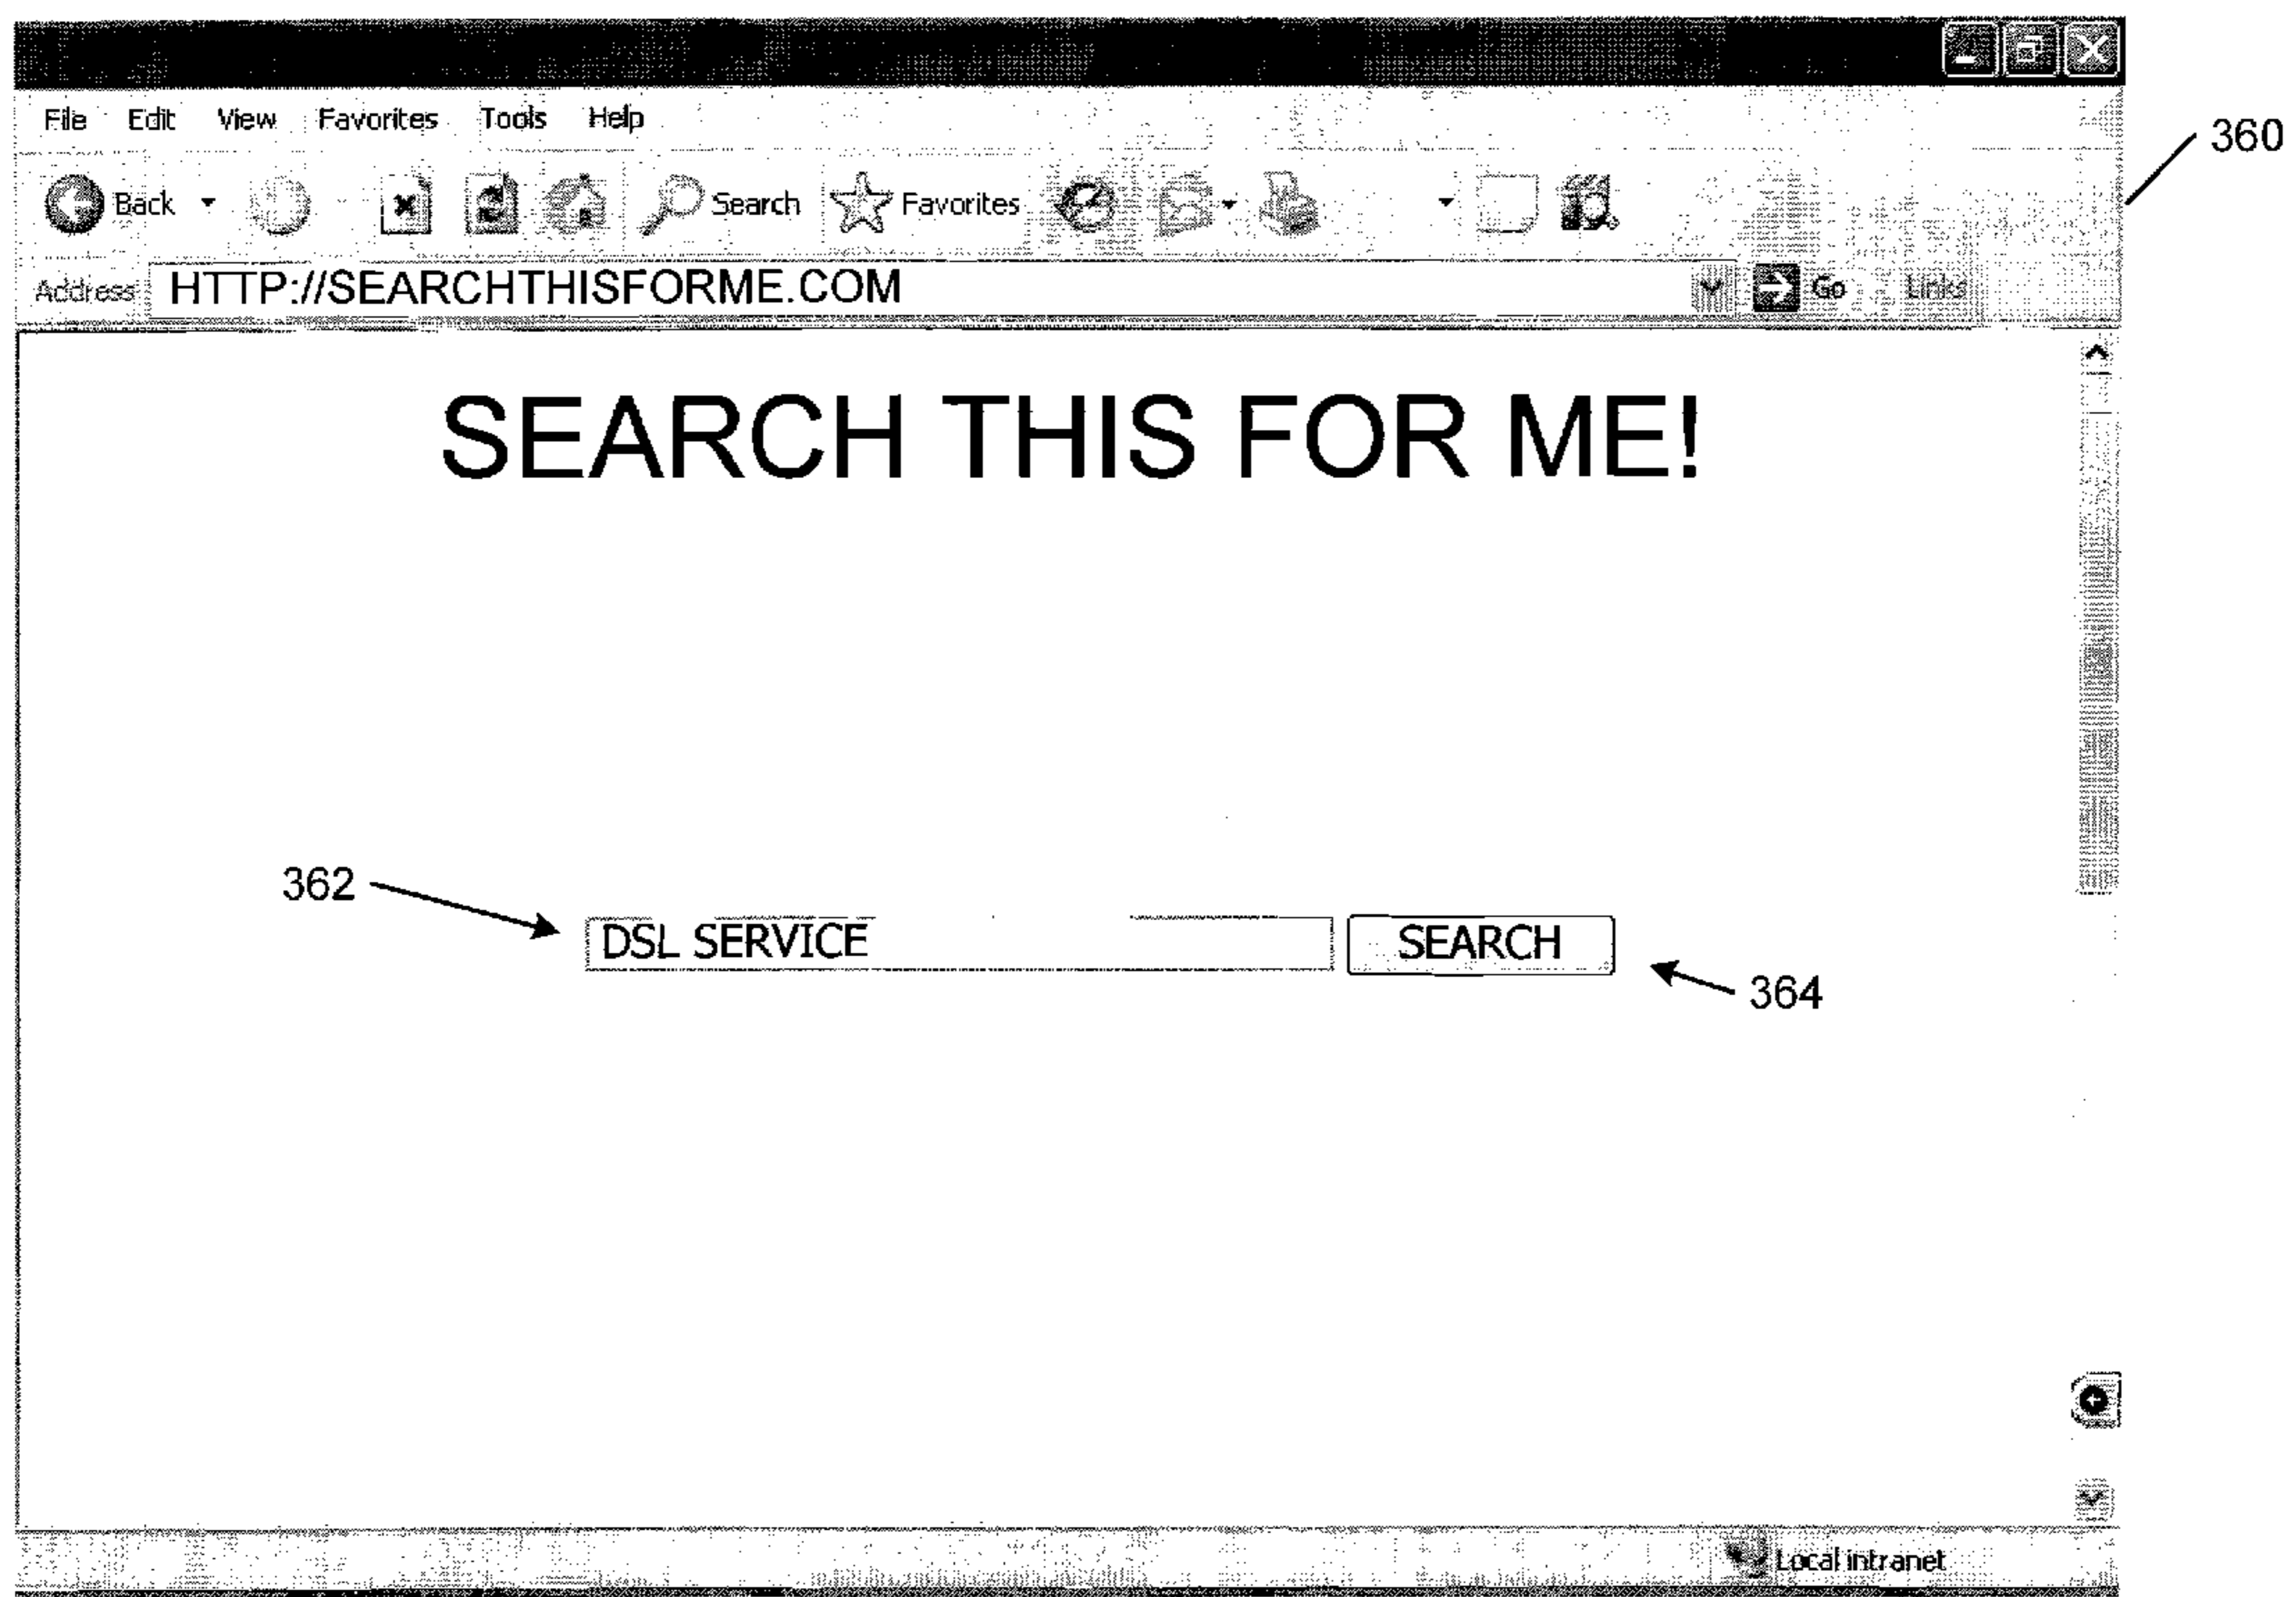 File Edit View Favorites Tools Help
360
Back Search Favorites
Address HTTP://SEARCHTHISFORME.COM Go Links
SEARCH THIS FOR ME!
362
DSL SERVICE SEARCH
364
Local intranet